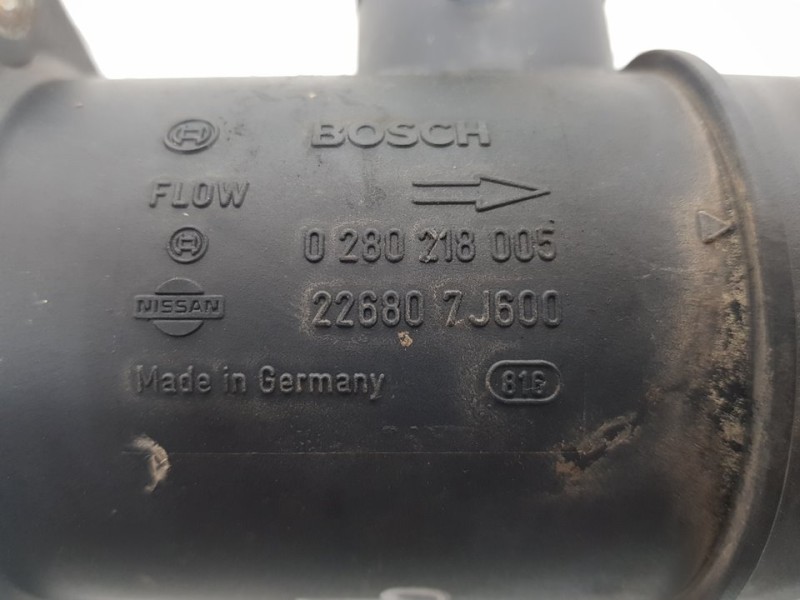 BOSCH
FLOW
0 280 218 005
NISSAN 22680 7J600
Made in Germany 816